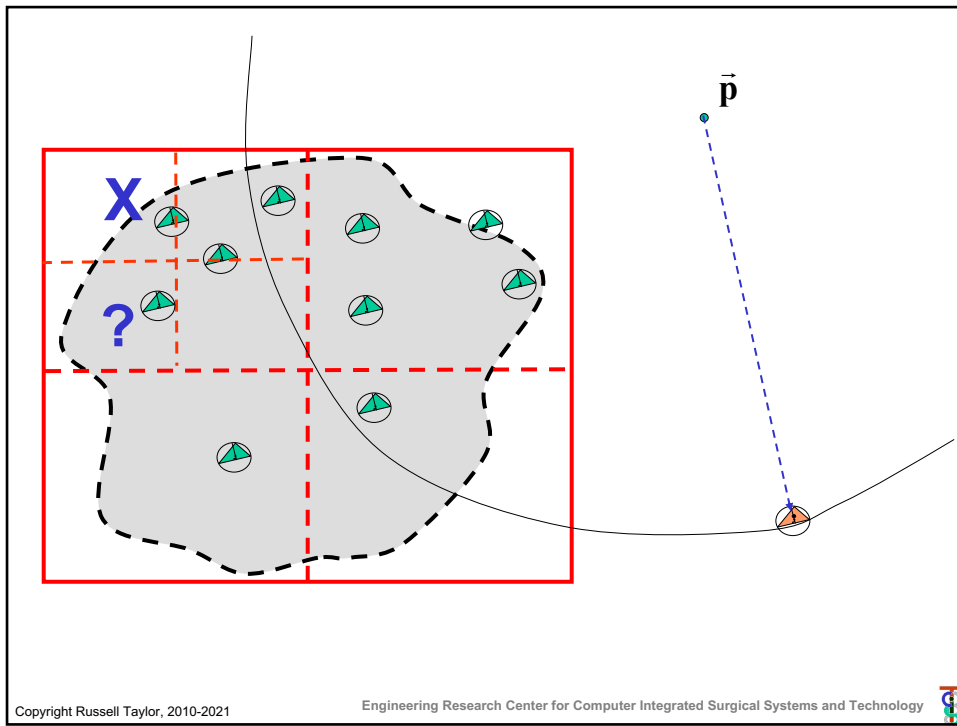 p⃗
X
?
Copyright Russell Taylor, 2010-2021
Engineering Research Center for Computer Integrated Surgical Systems and Technology